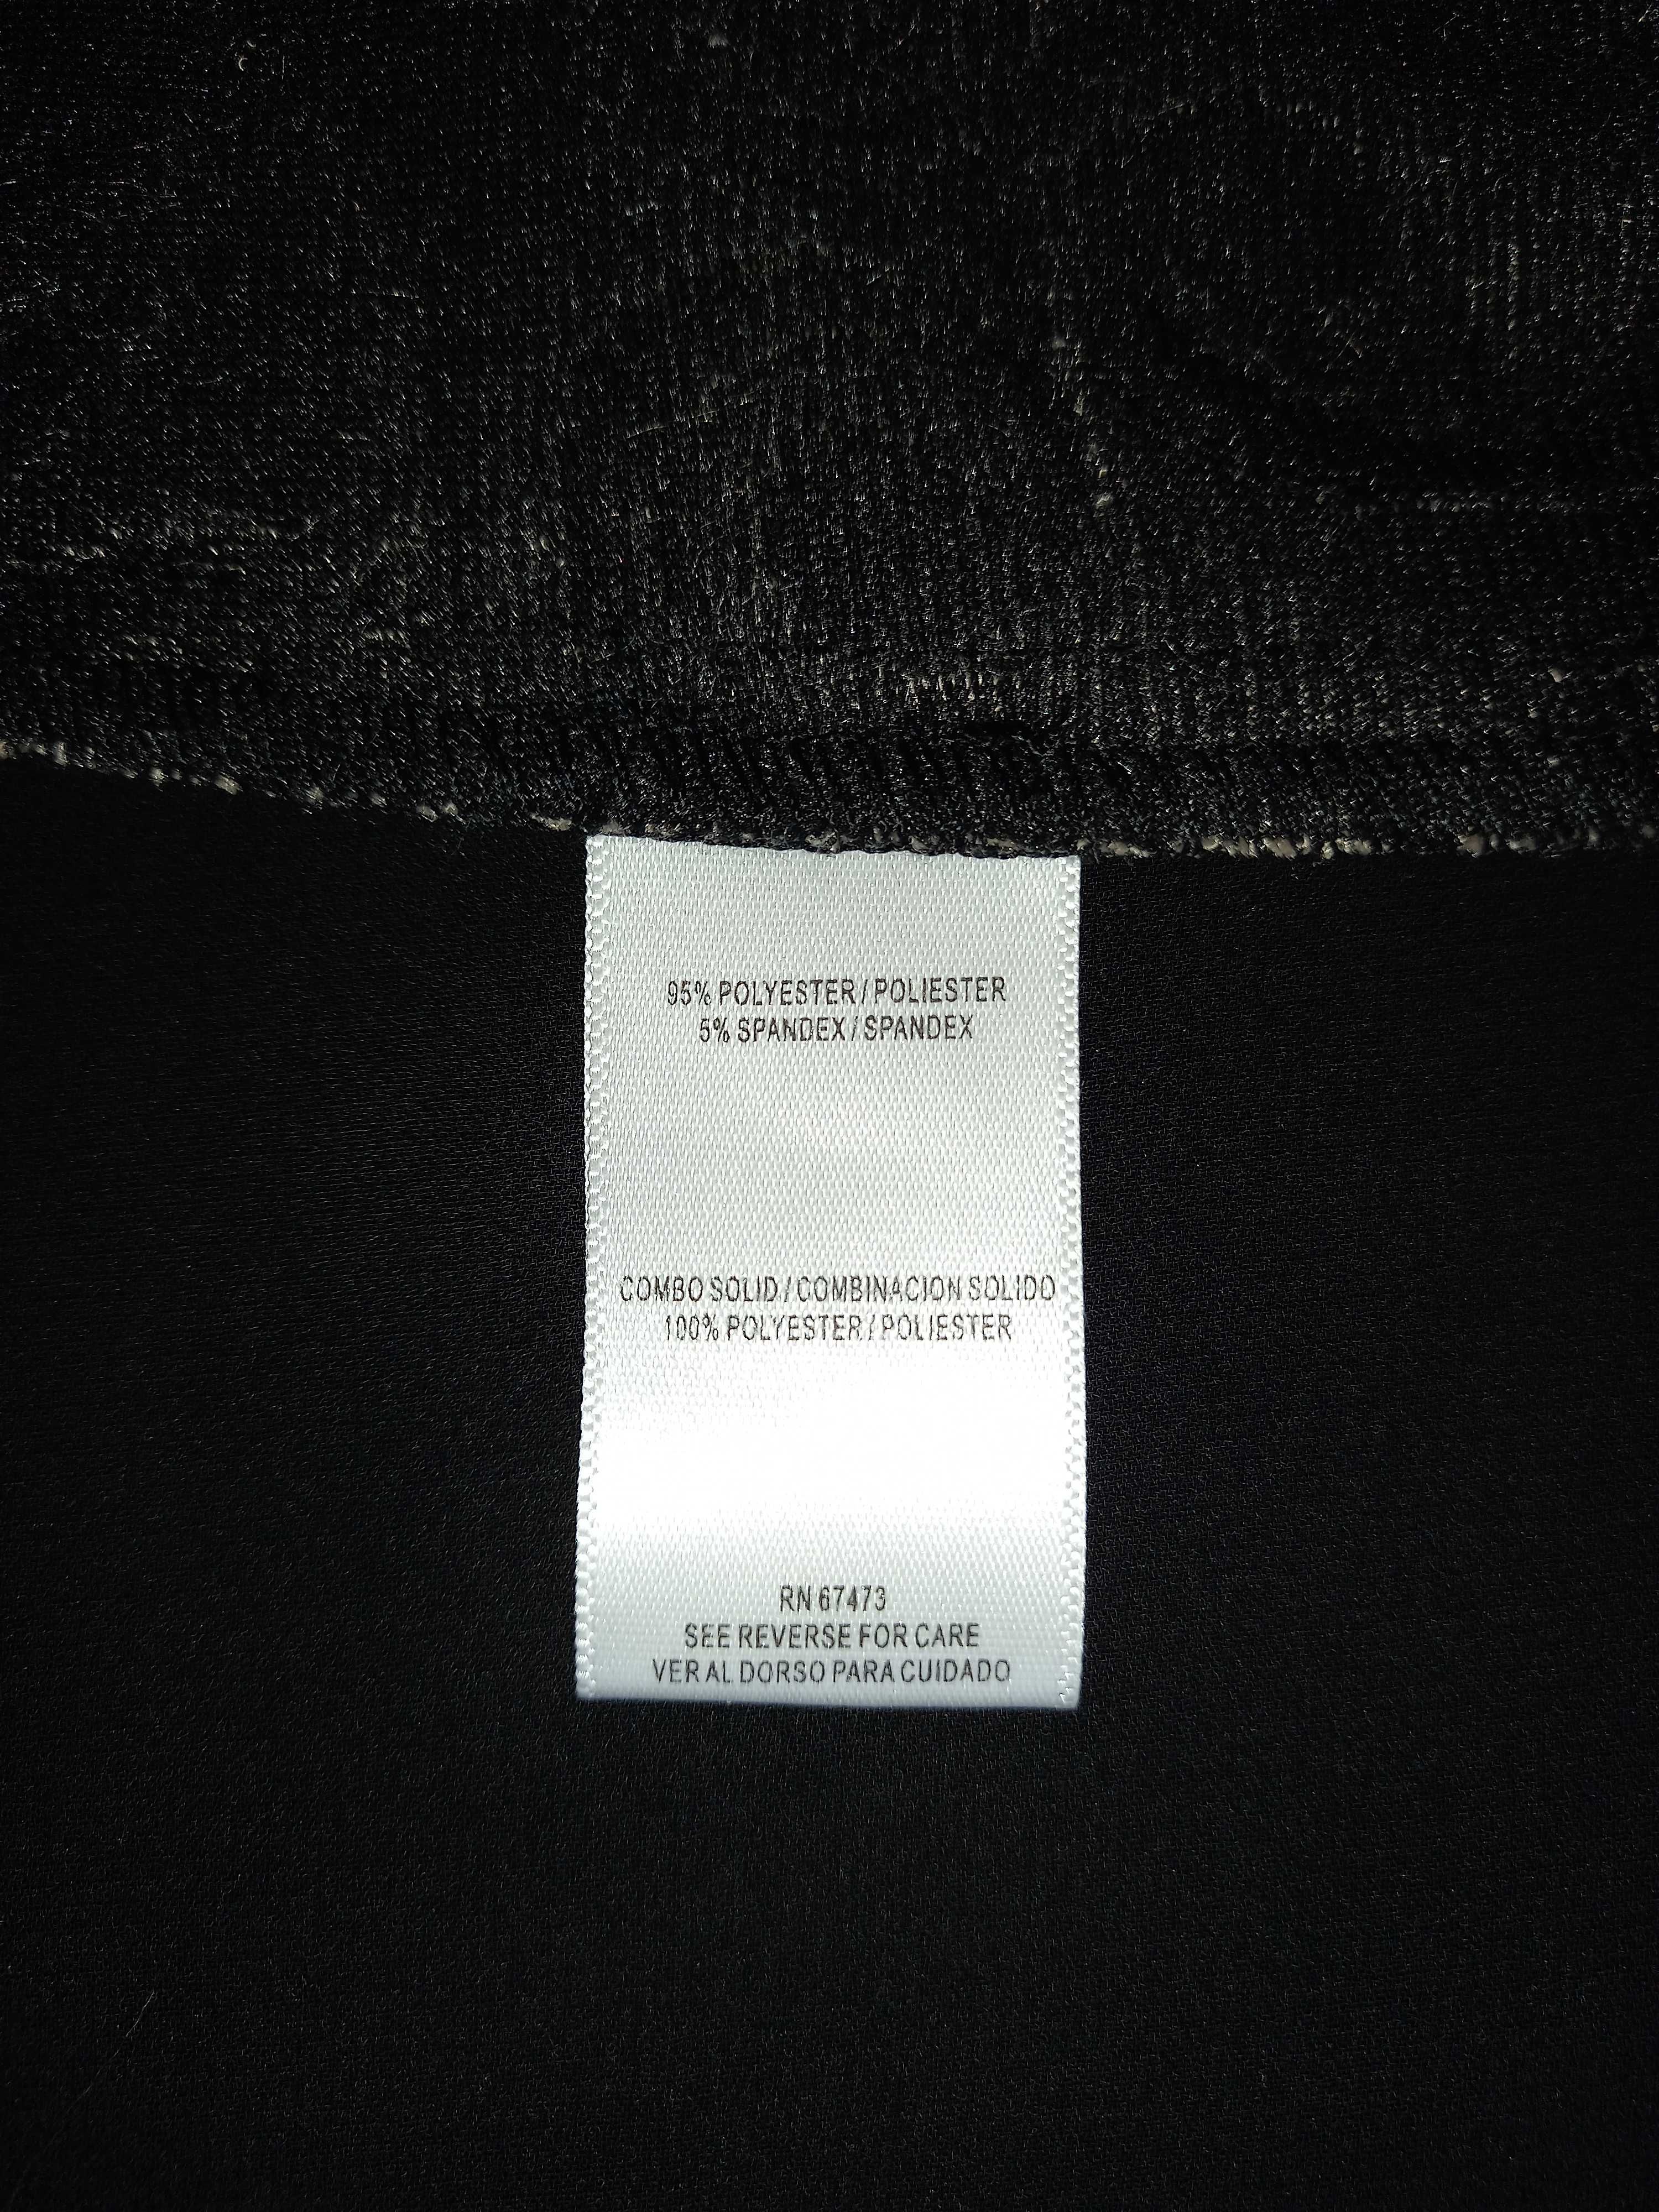 95% POLYESTER / POLIESTER
5% SPANDEX / SPANDEX
COMBO SOLID / COMBINACION SOLIDO
100% POLYESTER / POLIESTER
RN 67473
SEE REVERSE FOR CARE
VER AL DORSO PARA CUIDADO